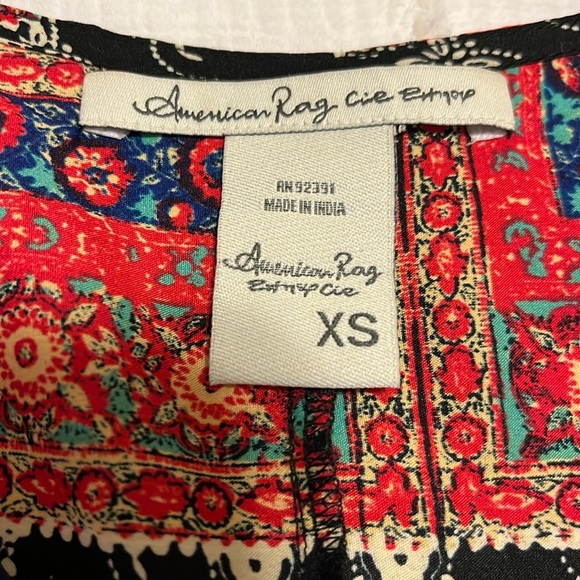 American Rag Cie
RN 92391
MADE IN INDIA
American Rag
Cie
XS